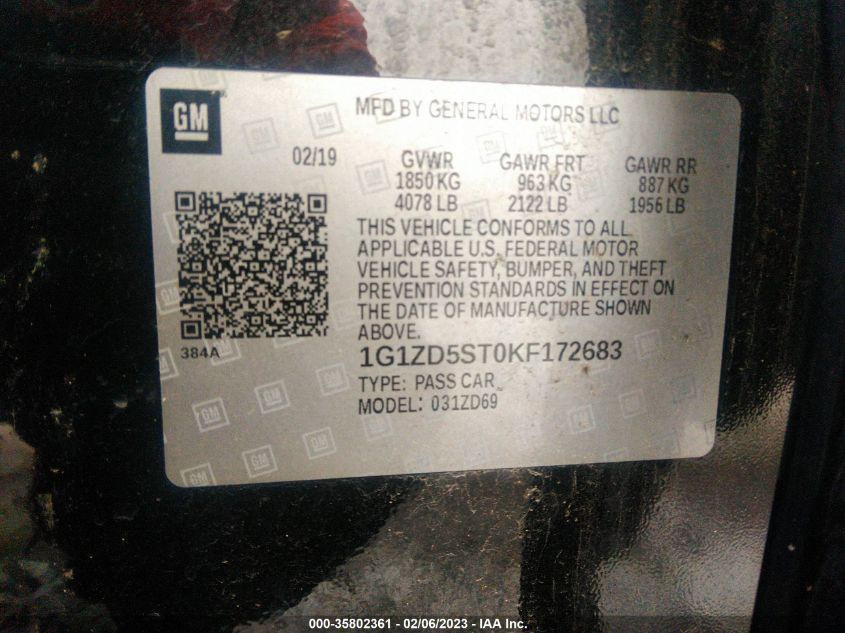 GM
MFD BY GENERAL MOTORS LLC
02/19
GVWR GAWR FRT GAWR RR
1850 KG 963 KG 887 KG
4078 LB 2122 LB 1956 LB
THIS VEHICLE CONFORMS TO ALL
APPLICABLE U.S. FEDERAL MOTOR
VEHICLE SAFETY, BUMPER, AND THEFT
PREVENTION STANDARDS IN EFFECT ON
THE DATE OF MANUFACTURE SHOWN
ABOVE.
384A
1G1ZD5ST0KF172683
TYPE: PASS CAR
MODEL: 031ZD69
000-35802361 - 02/06/2023 - IAA Inc.